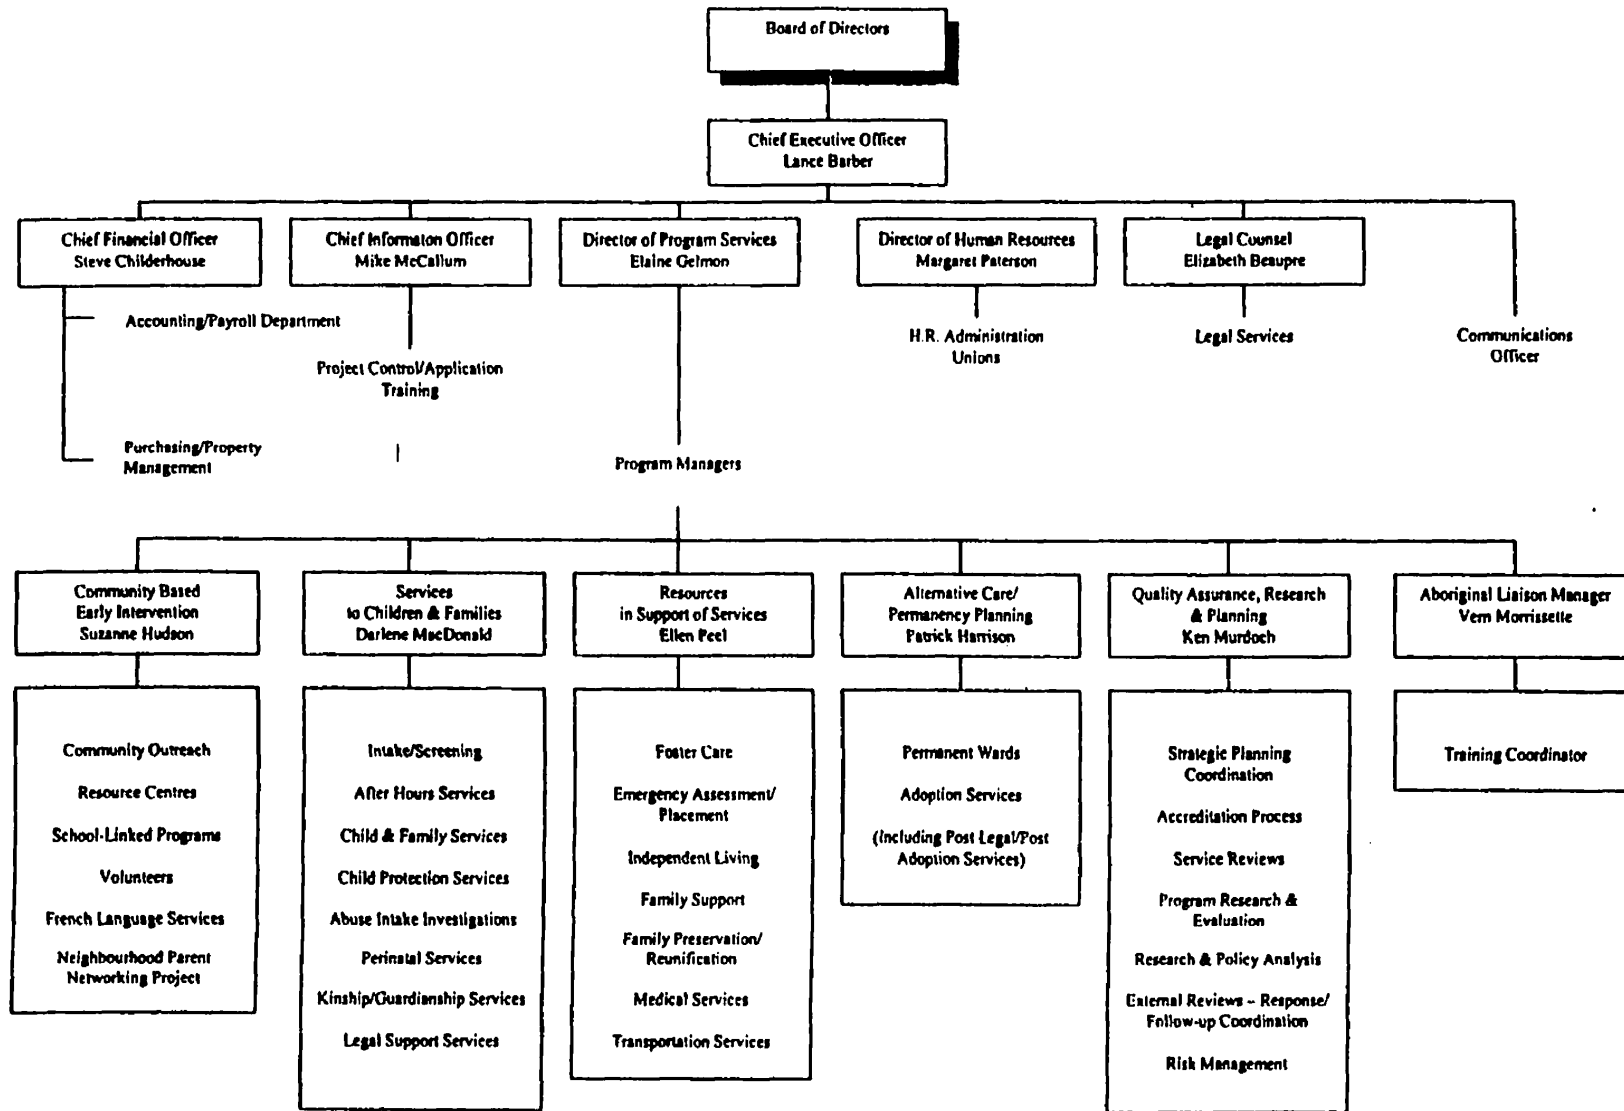 Board of Directors
Chief Executive Officer
Lance Barber
Chief Financial Officer
Steve Childerhouse
Chief Informaton Officer
Mike McCallum
Director of Program Services
Elaine Gelmon
Director of Human Resources
Margaret Paterson
Legal Counsel
Elizabeth Beaupre
Accounting/Payroll Department
Purchasing/Property
Management
Project Control/Application
Training
Program Managers
H.R. Administration
Unions
Legal Services
Communications
Officer
Community Based
Early Intervention
Suzanne Hudson
Services
to Children & Families
Darlene MacDonald
Resources
in Support of Services
Ellen Peel
Alternative Care/
Permanency Planning
Patrick Harrison
Quality Assurance, Research
& Planning
Ken Murdoch
Aboriginal Liaison Manager
Vern Morrissette
Community Outreach
Resource Centres
School-Linked Programs
Volunteers
French Language Services
Neighbourhood Parent
Networking Project
Intake/Screening
After Hours Services
Child & Family Services
Child Protection Services
Abuse Intake Investigations
Perinatal Services
Kinship/Guardianship Services
Legal Support Services
Foster Care
Emergency Assessment/
Placement
Independent Living
Family Support
Family Preservation/
Reunification
Medical Services
Transportation Services
Permanent Wards
Adoption Services
(Including Post Legal/Post
Adoption Services)
Strategic Planning
Coordination
Accreditation Process
Service Reviews
Program Research &
Evaluation
Research & Policy Analysis
External Reviews – Response/
Follow-up Coordination
Risk Management
Training Coordinator